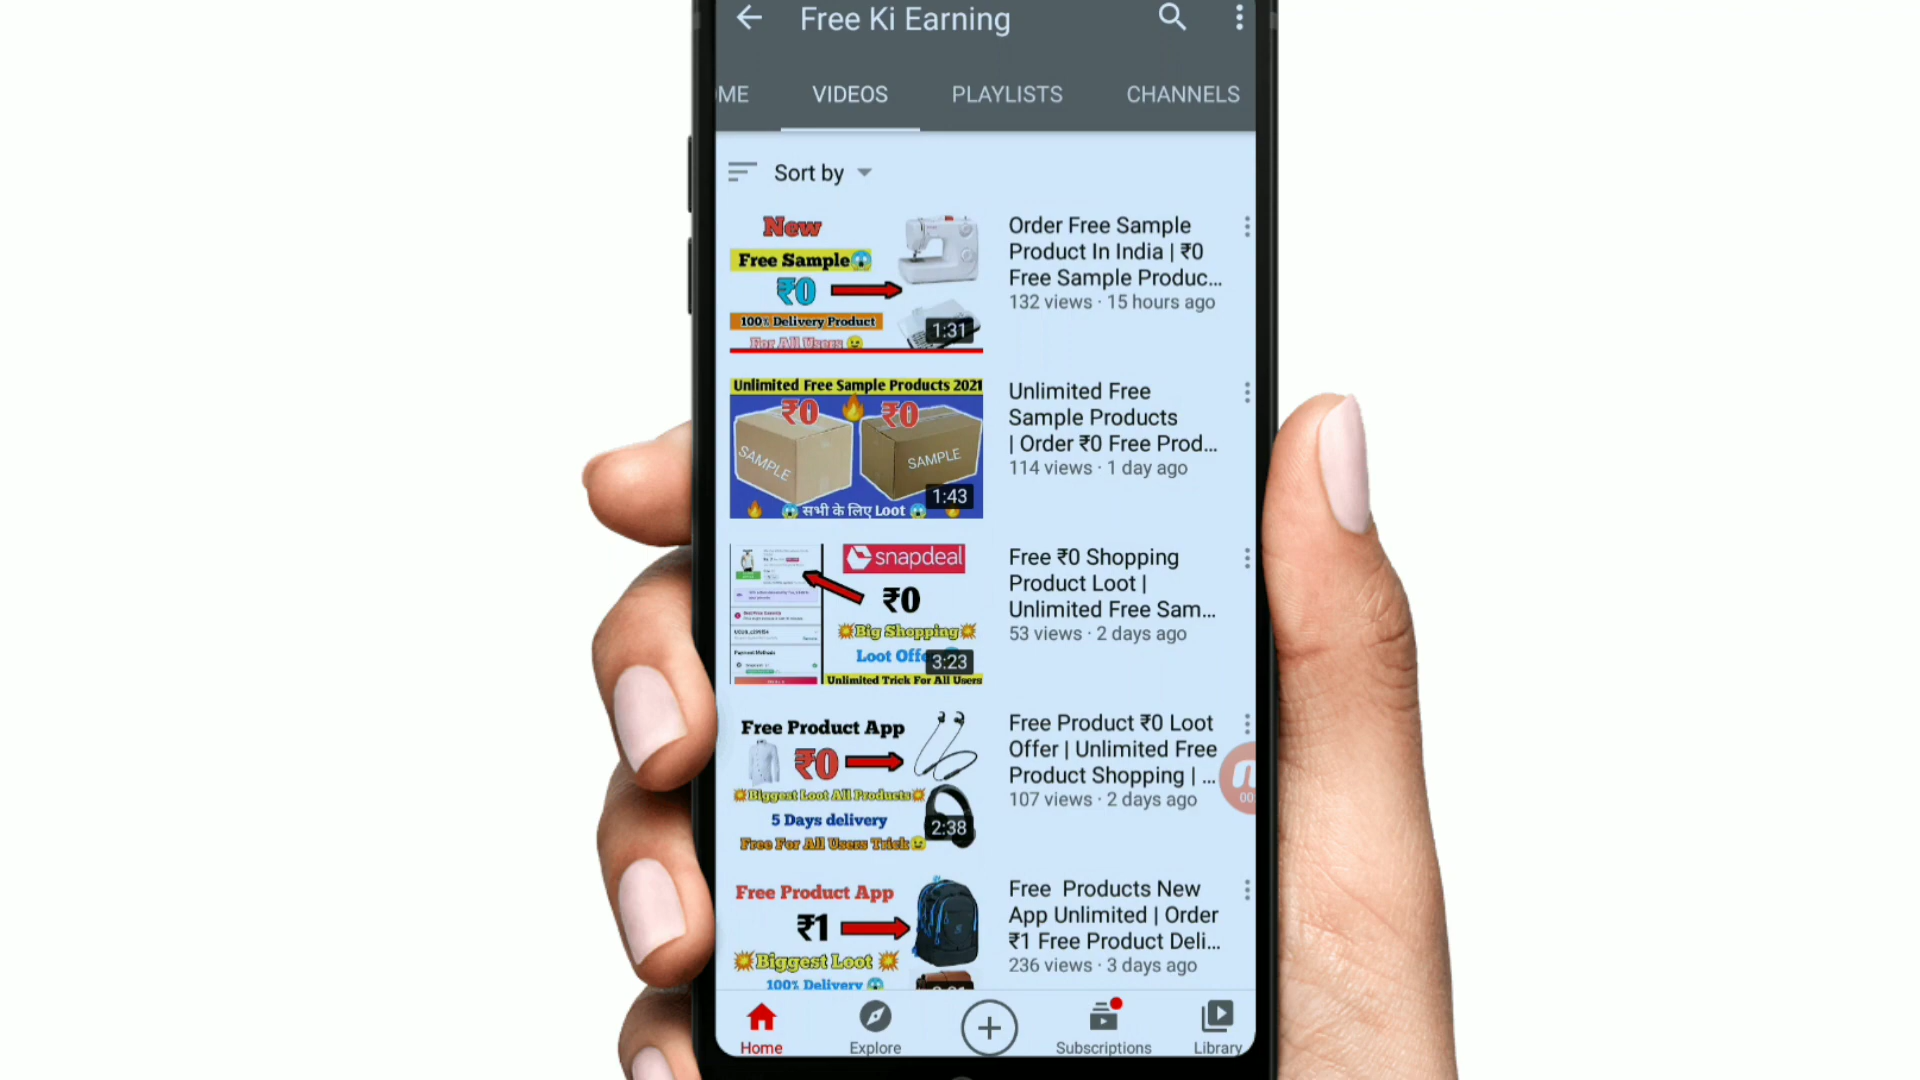 Free Ki Earning
ME VIDEOS PLAYLISTS CHANNELS
Sort by
New
Free Sample
₹0
100% Delivery Product
For All Users
1:31
Order Free Sample
Product In India | ₹0
Free Sample Produc...
132 views · 15 hours ago
Unlimited Free Sample Products 2021
₹0 ₹0
SAMPLE SAMPLE
1:43
सभी के लिए Loot
Unlimited Free
Sample Products
| Order ₹0 Free Prod...
114 views · 1 day ago
snapdeal
₹0
Big Shopping
Loot Offe
3:23
Unlimited Trick For All Users
Free ₹0 Shopping
Product Loot |
Unlimited Free Sam...
53 views · 2 days ago
Free Product App
₹0
Biggest Loot All Products
5 Days delivery
2:38
Free For All Users Trick
Free Product ₹0 Loot
Offer | Unlimited Free
Product Shopping | ...
107 views · 2 days ago
00
Free Product App
₹1
Biggest Loot
100% Delivery
Free Products New
App Unlimited | Order
₹1 Free Product Deli...
236 views · 3 days ago
Home Explore Subscriptions Library